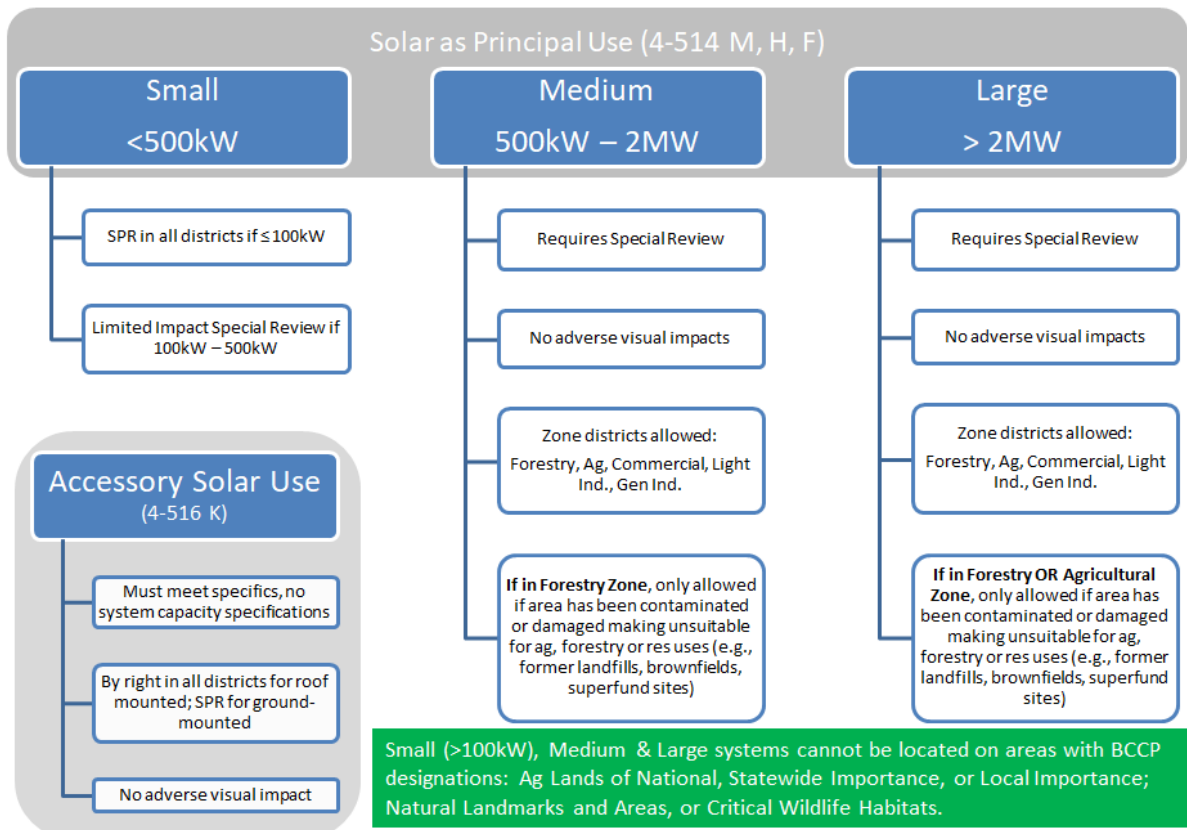 Solar as Principal Use (4-514 M, H, F)
Small
<500kW
SPR in all districts if ≤100kW
Limited Impact Special Review if
100kW – 500kW
Medium
500kW – 2MW
Requires Special Review
No adverse visual impacts
Zone districts allowed:
Forestry, Ag, Commercial, Light
Ind., Gen Ind.
If in Forestry Zone, only allowed
if area has been contaminated
or damaged making unsuitable
for ag, forestry or res uses (e.g.,
former landfills, brownfields,
superfund sites)
Large
> 2MW
Requires Special Review
No adverse visual impacts
Zone districts allowed:
Forestry, Ag, Commercial, Light
Ind., Gen Ind.
If in Forestry OR Agricultural
Zone, only allowed if area has
been contaminated or damaged
making unsuitable for ag,
forestry or res uses (e.g., former
landfills, brownfields, superfund
sites)
Accessory Solar Use
(4-516 K)
Must meet specifics, no
system capacity specifications
By right in all districts for roof
mounted; SPR for ground-
mounted
No adverse visual impact
Small (>100kW), Medium & Large systems cannot be located on areas with BCCP
designations: Ag Lands of National, Statewide Importance, or Local Importance;
Natural Landmarks and Areas, or Critical Wildlife Habitats.